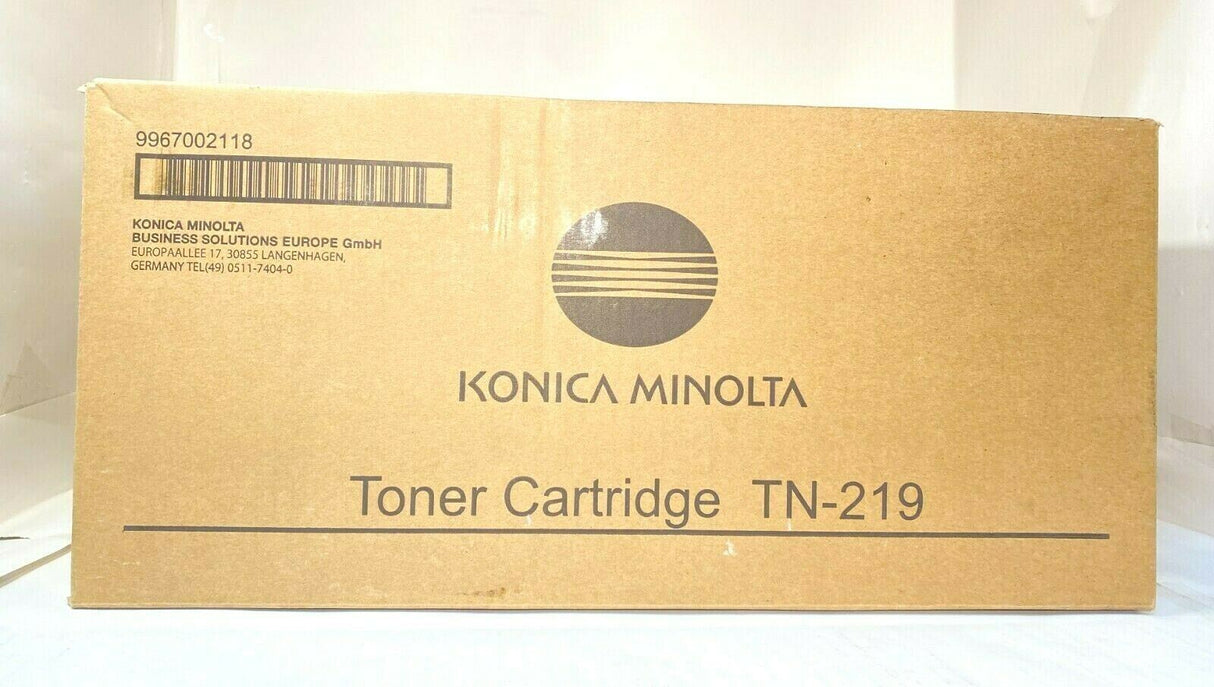 9967002118
KONICA MINOLTA
BUSINESS SOLUTIONS EUROPE GmbH
EUROPAALLEE 17, 30855 LANGENHAGEN,
GERMANY TEL(49) 0511-7404-0
KONICA MINOLTA
Toner Cartridge TN-219